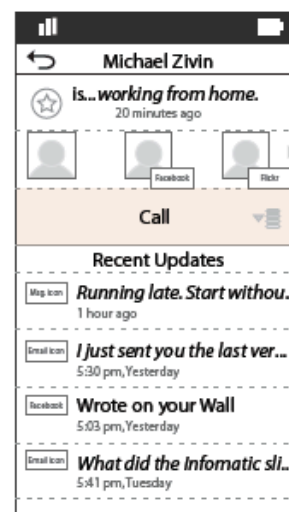 Michael Zivin
is...working from home.
20 minutes ago
Facebook
Flickr
Call
Recent Updates
Msg. icon
Running late. Start withou..
1 hour ago
Email icon
I just sent you the last ver...
5:30 pm, Yesterday
Facebook
Wrote on your Wall
5:03 pm, Yesterday
Email icon
What did the Infomatic sli..
5:41 pm, Tuesday